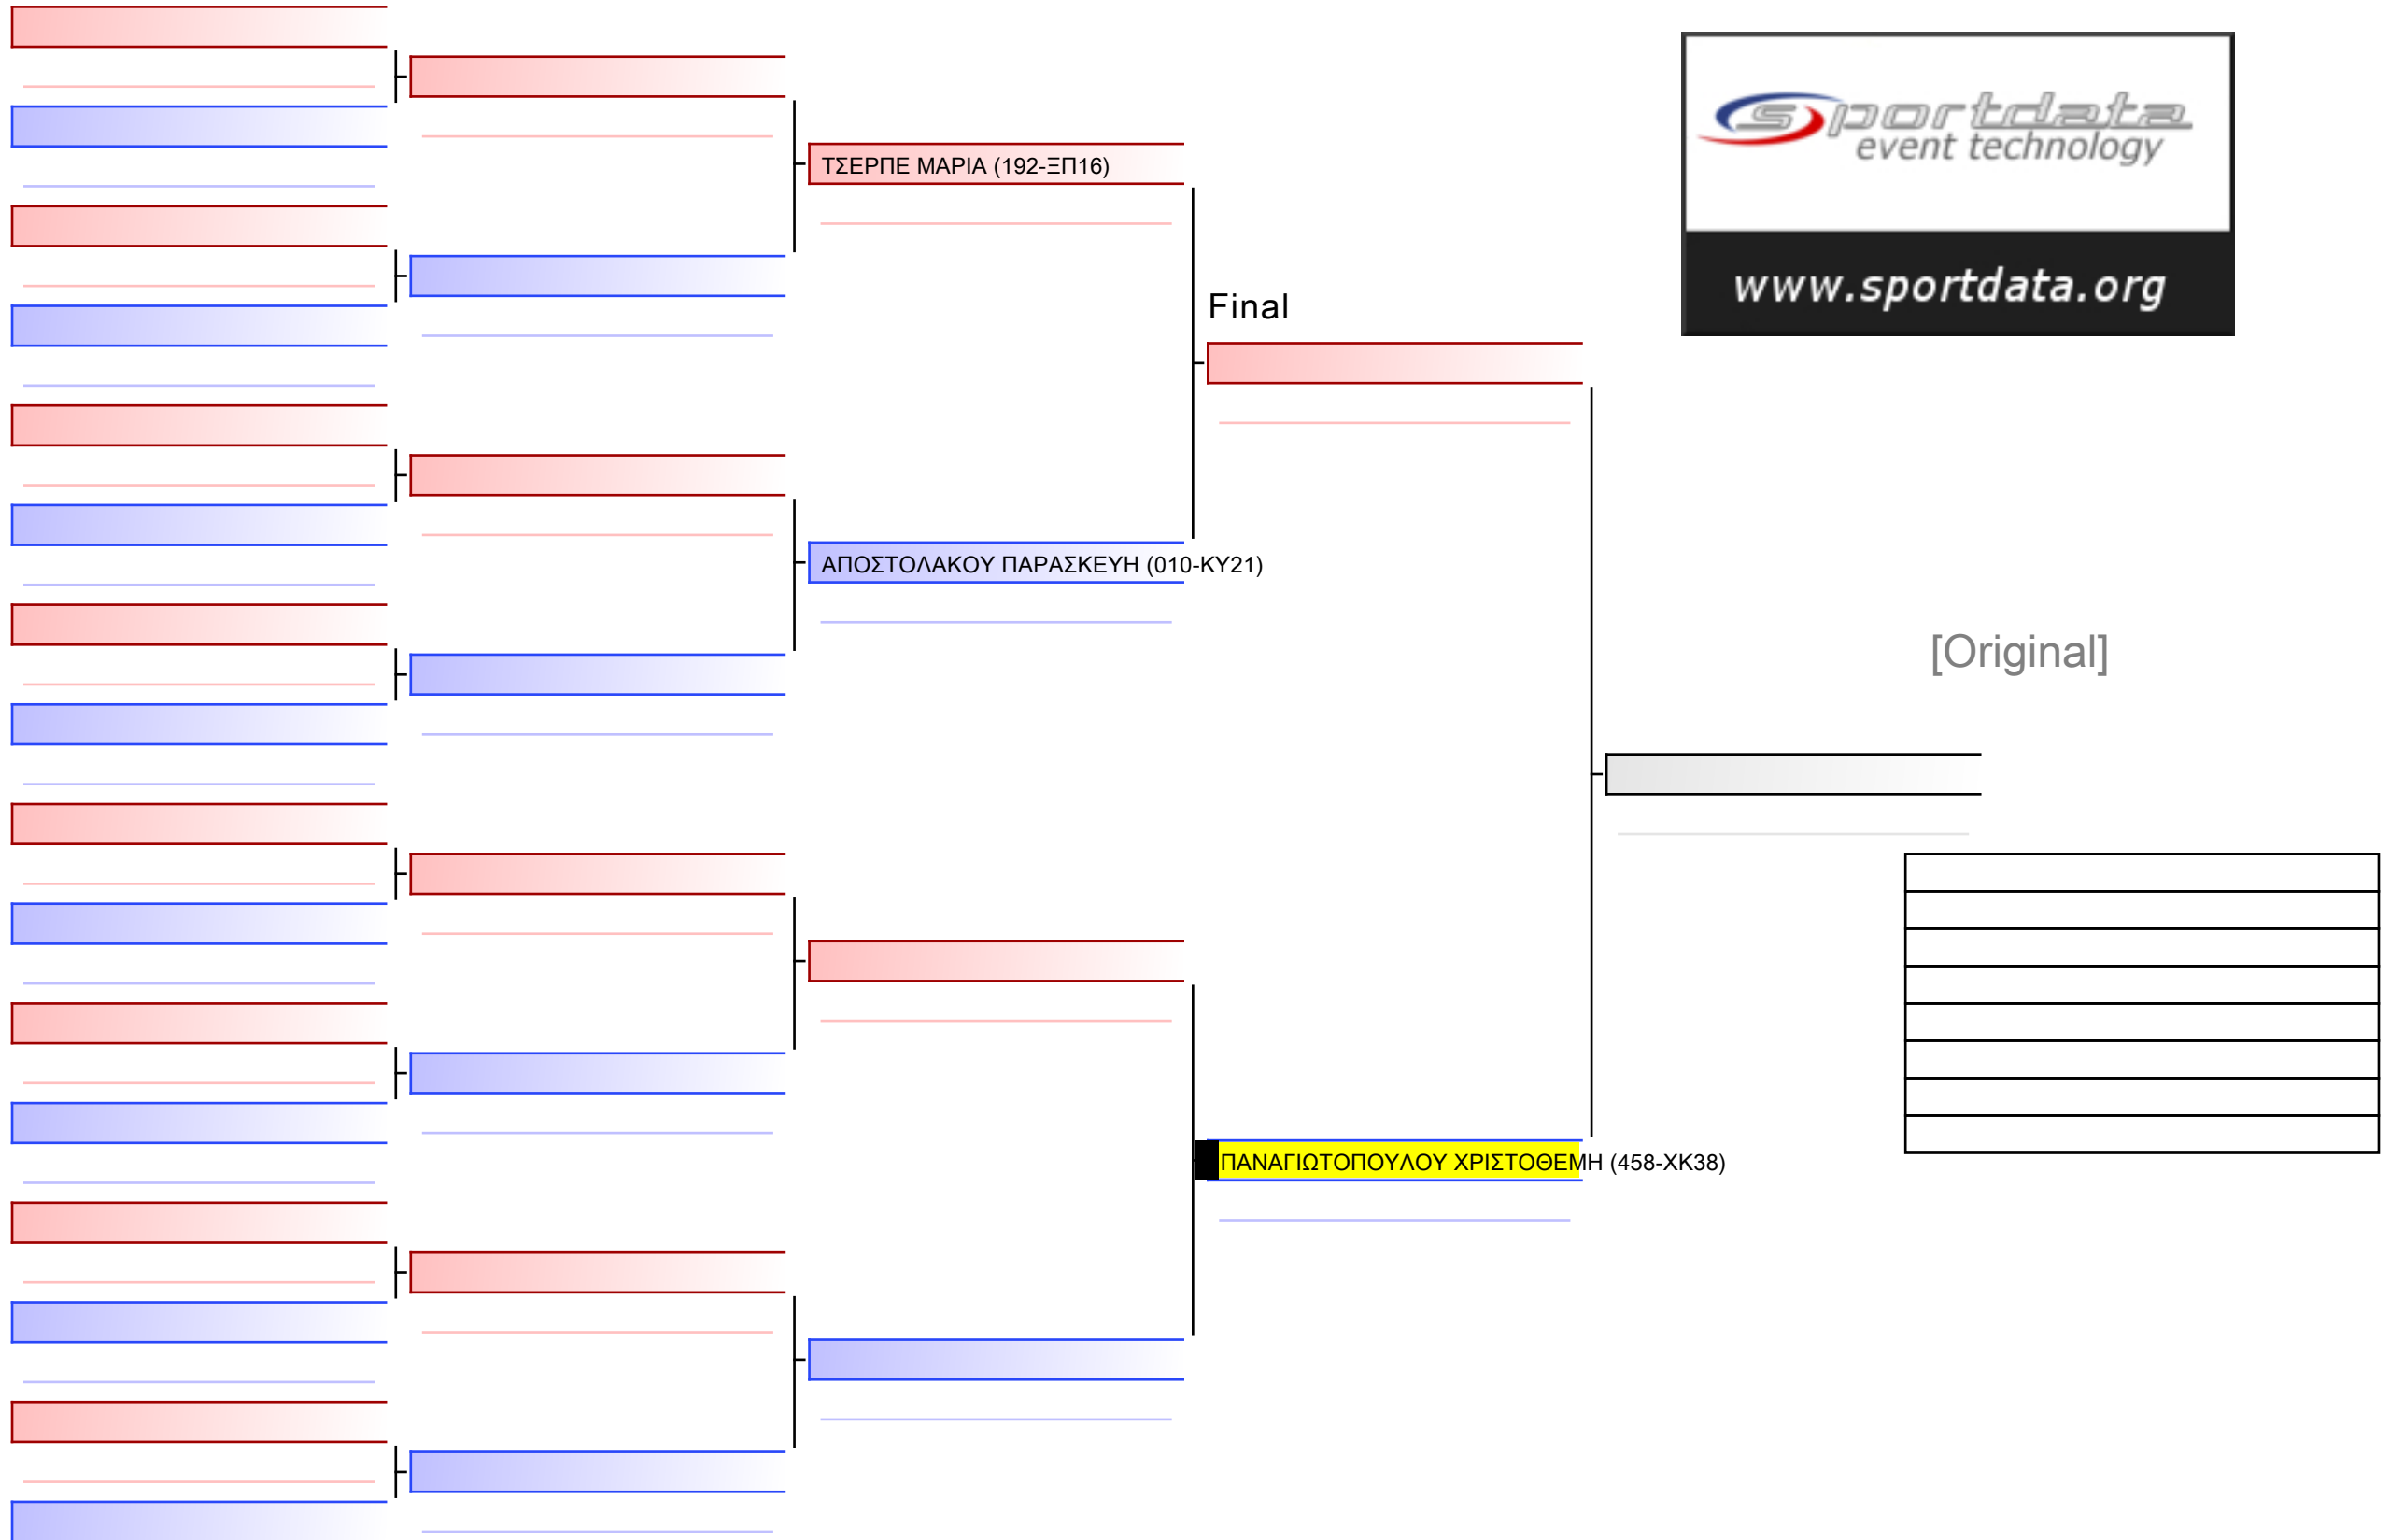 sportdata
event technology
www.sportdata.org
ΤΣΕΡΠΕ ΜΑΡΙΑ (192-ΞΠ16)
Final
ΑΠΟΣΤΟΛΑΚΟΥ ΠΑΡΑΣΚΕΥΗ (010-ΚΥ21)
[Original]
ΠΑΝΑΓΙΩΤΟΠΟΥΛΟΥ ΧΡΙΣΤΟΘΕΜΗ (458-ΧΚ38)